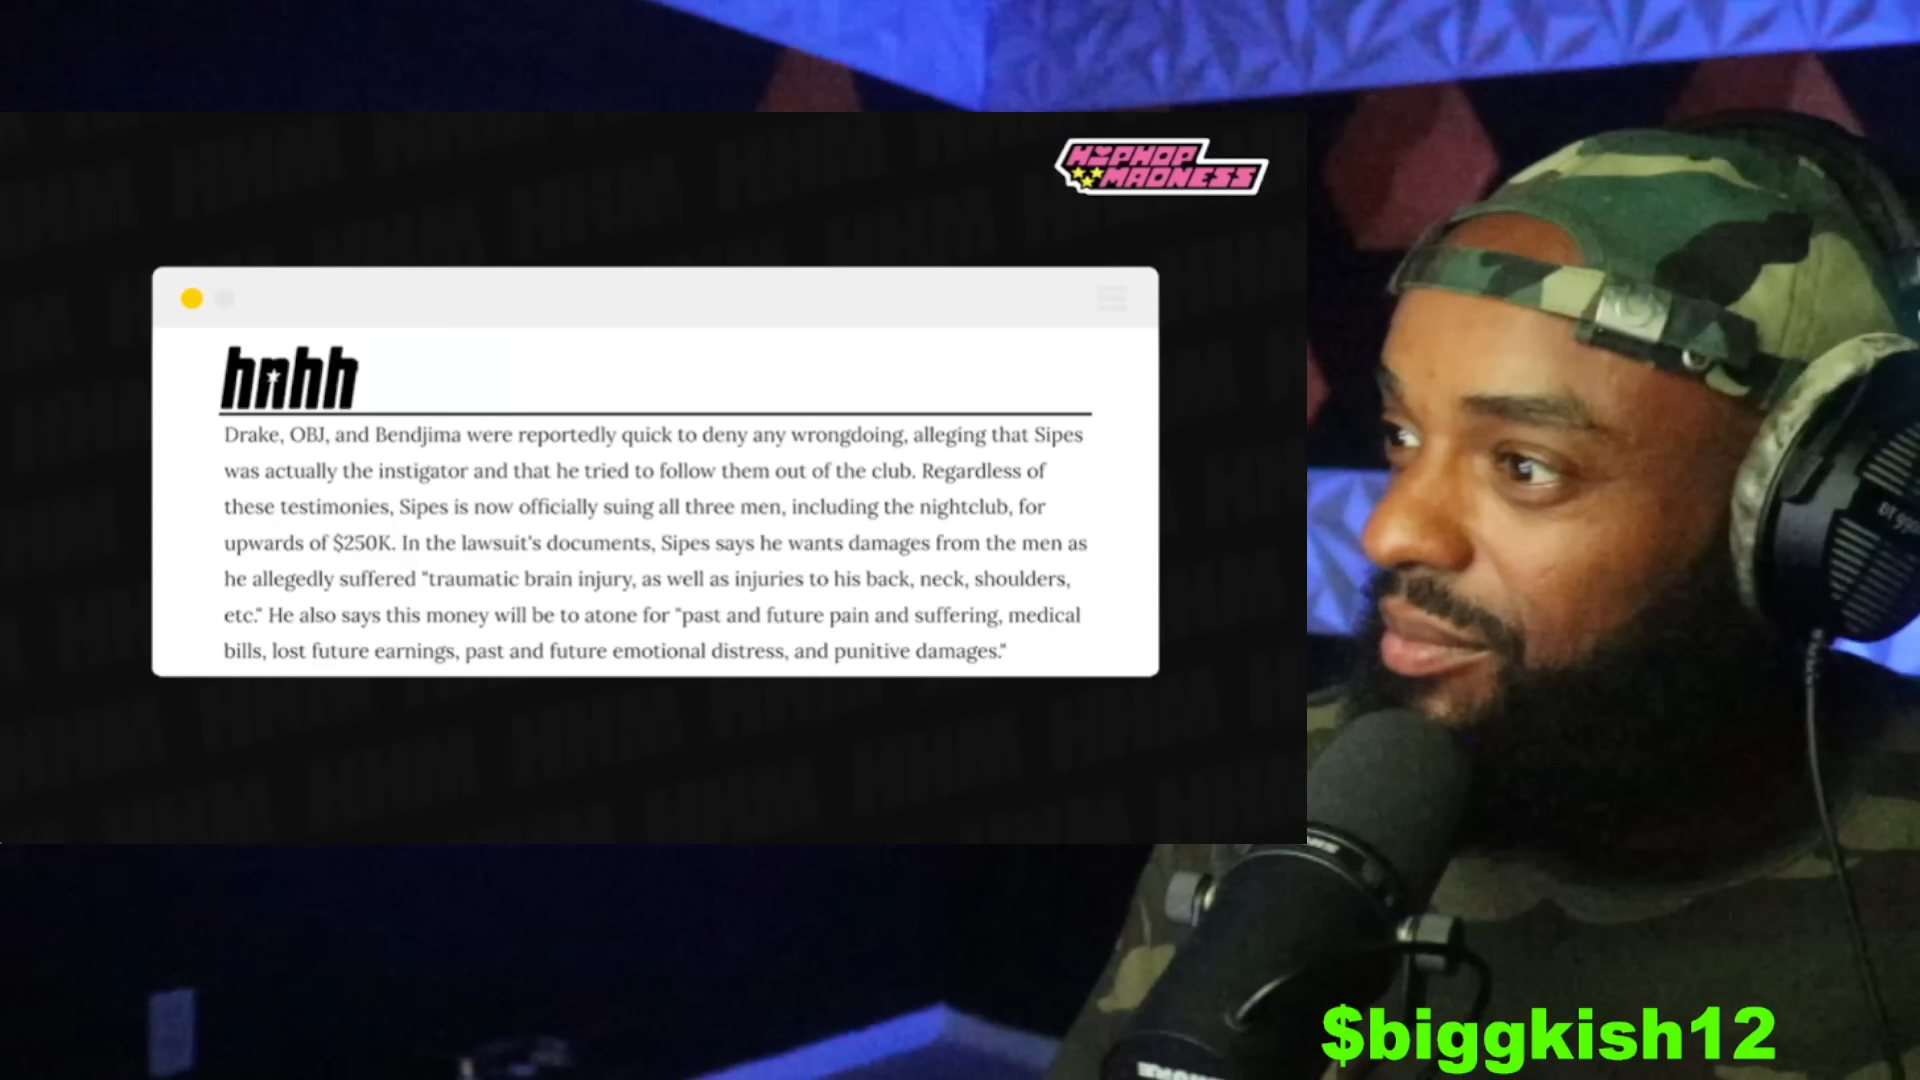 HIPHOP
MADNESS
hnhh
Drake, OBJ, and Bendjima were reportedly quick to deny any wrongdoing, alleging that Sipes
was actually the instigator and that he tried to follow them out of the club. Regardless of
these testimonies, Sipes is now officially suing all three men, including the nightclub, for
upwards of $250K. In the lawsuit's documents, Sipes says he wants damages from the men as
he allegedly suffered "traumatic brain injury, as well as injuries to his back, neck, shoulders,
etc." He also says this money will be to atone for "past and future pain and suffering, medical
bills, lost future earnings, past and future emotional distress, and punitive damages."
$biggkish12